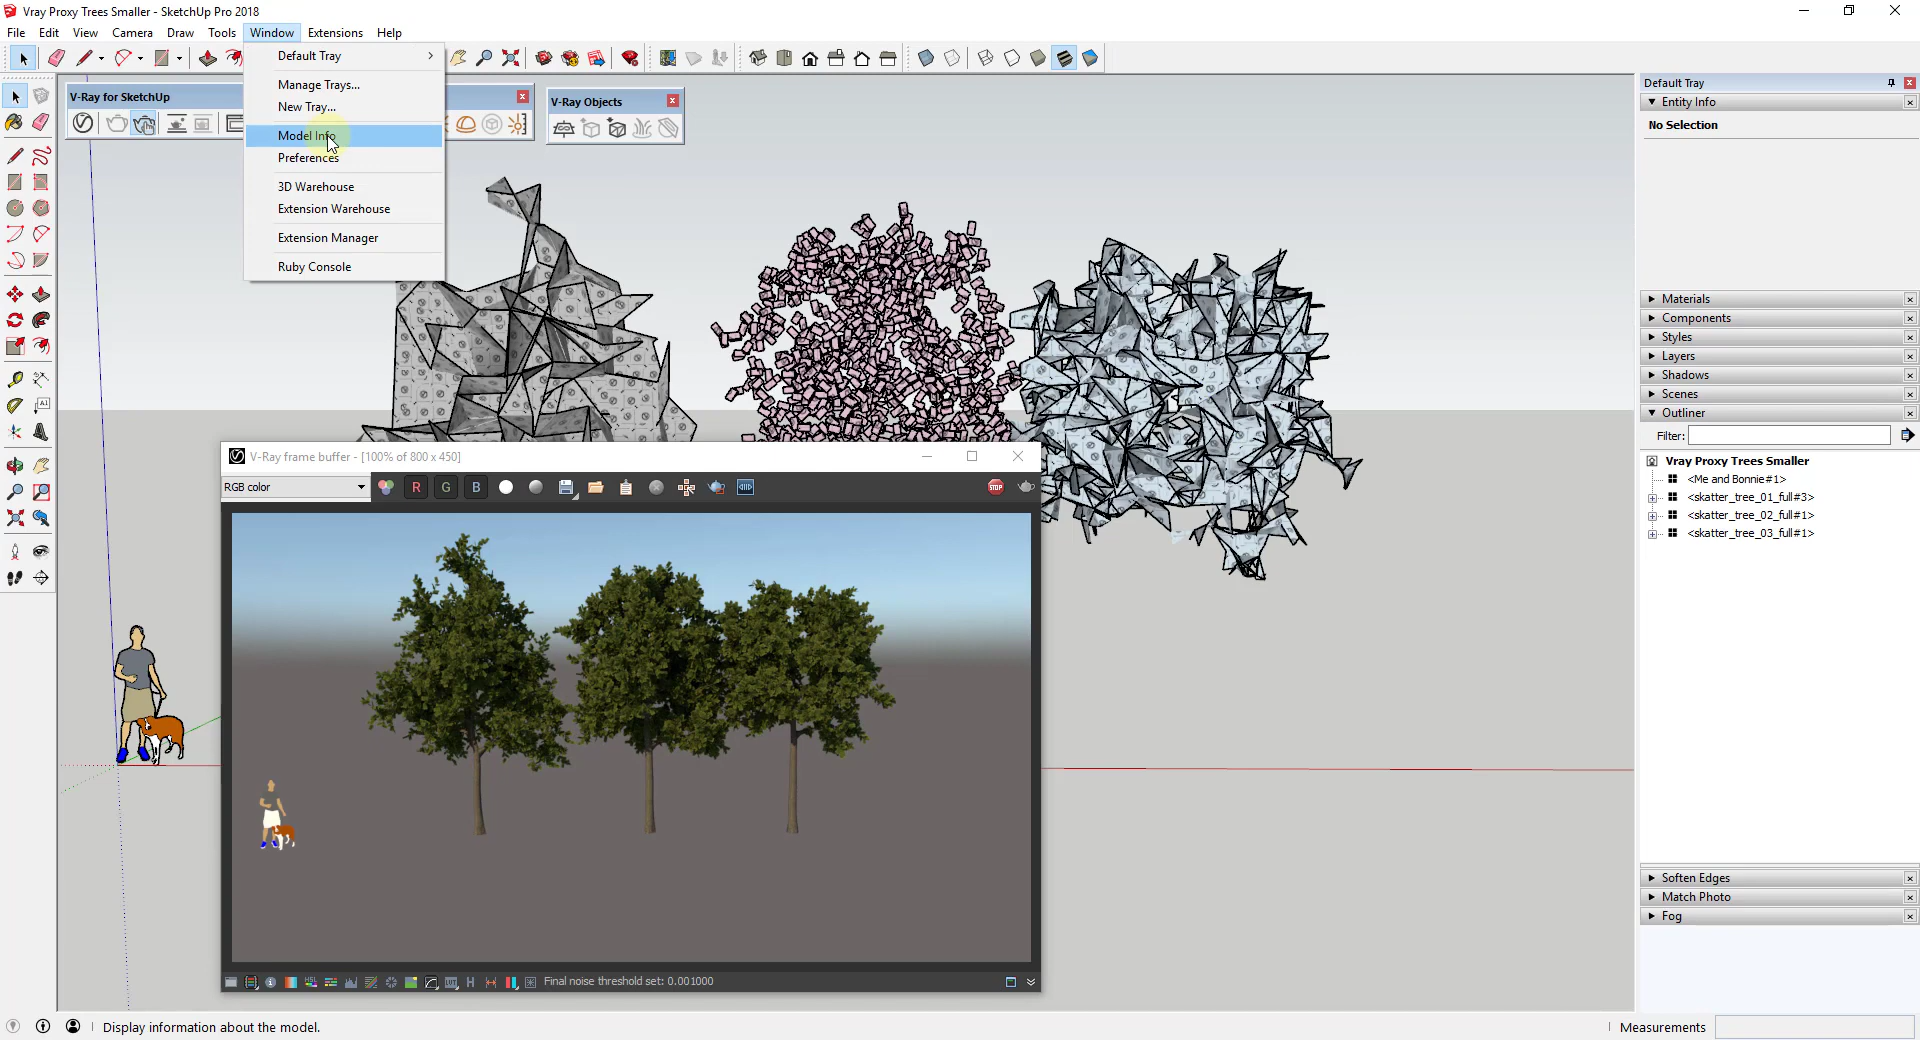 Vray Proxy Trees Smaller - SketchUp Pro 2018
File Edit View Camera Draw Tools Window Extensions Help
Default Tray
Manage Trays...
New Tray...
Model Info
Preferences
3D Warehouse
Extension Warehouse
Extension Manager
Ruby Console
V-Ray for SketchUp
V-Ray Objects
V-Ray frame buffer - [100% of 800 x 450]
RGB color
R G B
STOP
HSL
H
Final noise threshold set: 0.001000
Default Tray
Entity Info
No Selection
Materials
Components
Styles
Layers
Shadows
Scenes
Outliner
Filter:
Vray Proxy Trees Smaller
<Me and Bonnie#1>
<skatter_tree_01_full#3>
<skatter_tree_02_full#1>
<skatter_tree_03_full#1>
Soften Edges
Match Photo
Fog
Display information about the model.
Measurements